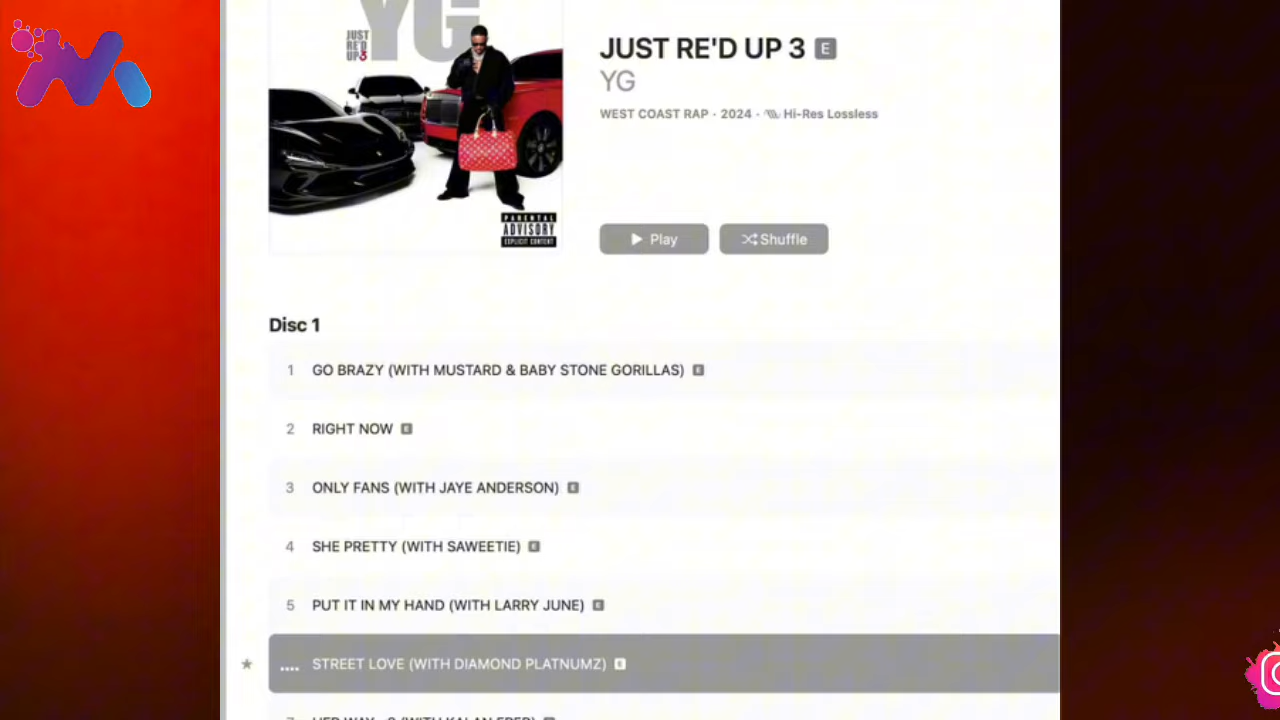 YG
JUST
RE'D
UP 3
PARENTAL
ADVISORY
EXPLICIT CONTENT
JUST RE'D UP 3 E
YG
WEST COAST RAP · 2024 · Hi-Res Lossless
Play
Shuffle
Disc 1
1 GO BRAZY (WITH MUSTARD & BABY STONE GORILLAS) E
2 RIGHT NOW E
3 ONLY FANS (WITH JAYE ANDERSON) E
4 SHE PRETTY (WITH SAWEETIE) E
5 PUT IT IN MY HAND (WITH LARRY JUNE) E
STREET LOVE (WITH DIAMOND PLATNUMZ) E